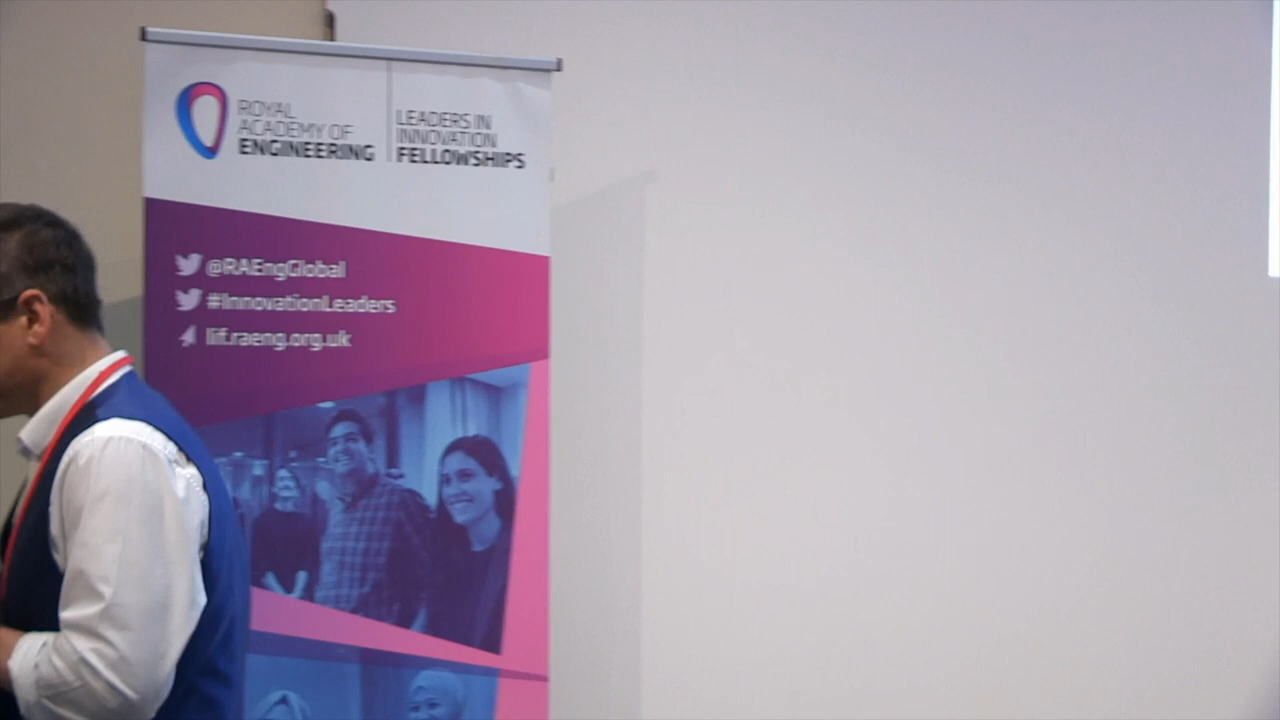 ROYAL
ACADEMY OF
ENGINEERING
LEADERS IN
INNOVATION
FELLOWSHIPS
@RAEngGlobal
#InnovationLeaders
lif.raeng.org.uk